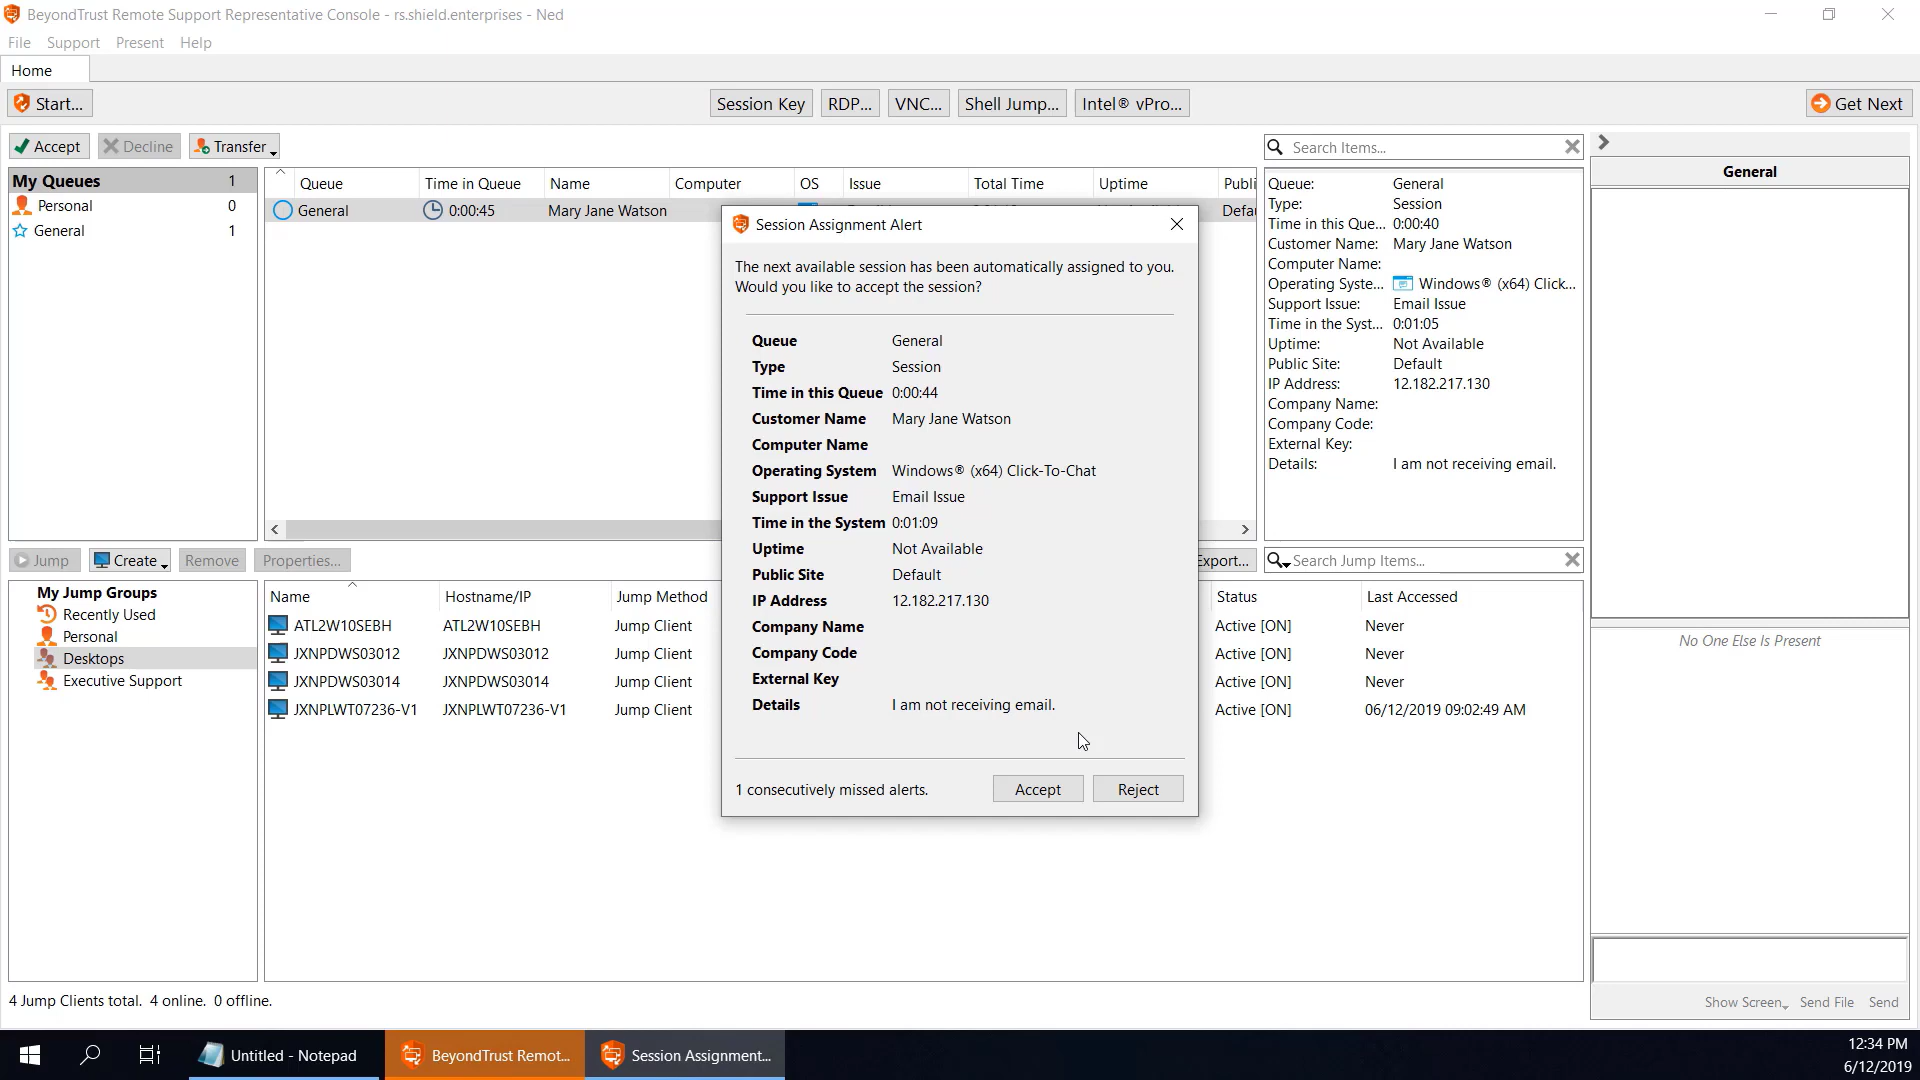 BeyondTrust Remote Support Representative Console - rs.shield.enterprises - Ned
File Support Present Help
Home
Start... Session Key RDP... VNC... Shell Jump... Intel® vPro... Get Next
Accept Decline Transfer Search Items...
My Queues 1
Personal 0
General 1
Queue Time in Queue Name Computer OS Issue Total Time Uptime Publi
General 0:00:45 Mary Jane Watson Defau
Session Assignment Alert
The next available session has been automatically assigned to you.
Would you like to accept the session?
Queue General
Type Session
Time in this Queue 0:00:44
Customer Name Mary Jane Watson
Computer Name
Operating System Windows® (x64) Click-To-Chat
Support Issue Email Issue
Time in the System 0:01:09
Uptime Not Available
Public Site Default
IP Address 12.182.217.130
Company Name
Company Code
External Key
Details I am not receiving email.
1 consecutively missed alerts. Accept Reject
Queue: General
Type: Session
Time in this Que... 0:00:40
Customer Name: Mary Jane Watson
Computer Name:
Operating Syste... Windows® (x64) Click...
Support Issue: Email Issue
Time in the Syst... 0:01:05
Uptime: Not Available
Public Site: Default
IP Address: 12.182.217.130
Company Name:
Company Code:
External Key:
Details: I am not receiving email.
General
No One Else Is Present
Show Screen... Send File Send
Jump Create Remove Properties... Export... Search Jump Items...
My Jump Groups
Recently Used
Personal
Desktops
Executive Support
Name Hostname/IP Jump Method Status Last Accessed
ATL2W10SEBH ATL2W10SEBH Jump Client Active [ON] Never
JXNPDWS03012 JXNPDWS03012 Jump Client Active [ON] Never
JXNPDWS03014 JXNPDWS03014 Jump Client Active [ON] Never
JXNPLWT07236-V1 JXNPLWT07236-V1 Jump Client Active [ON] 06/12/2019 09:02:49 AM
4 Jump Clients total. 4 online. 0 offline.
Untitled - Notepad BeyondTrust Remot... Session Assignment...
12:34 PM
6/12/2019